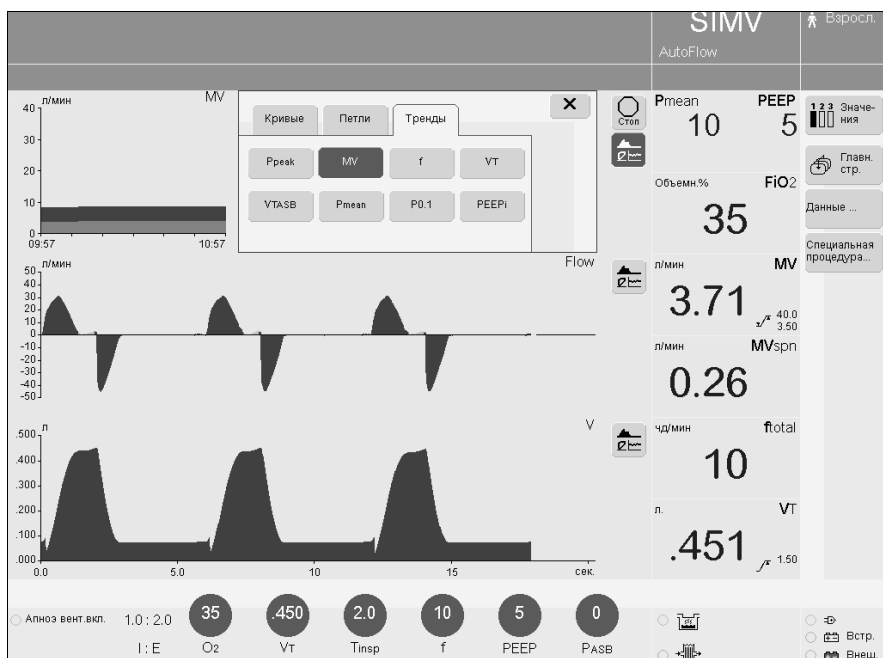 SIMV
AutoFlow
Взросл.
л/мин MV
40
30
20
10
0
09:57 10:57
Кривые Петли Тренды
Ppeak MV f VT
VTASB Pmean P0.1 PEEPi
Стоп
Pmean PEEP
10 5
Объемн.% FiO2
35
л/мин MV
3.71
40.0
3.50
л/мин MVspn
0.26
чд/мин ftotal
10
л. VT
.451
1.50
1 2 3 Значе-
ния
Главн.
стр.
Данные ...
Специальная
процедура...
л/мин Flow
50
40
30
20
10
0
-10
-20
-30
-40
-50
л V
.500
.400
.300
.200
.100
.000
0.0 5.0 10 15 сек.
Апноэ вент.вкл. 1.0 : 2.0 35 .450 2.0 10 5 0
I : E O2 VT Tinsp f PEEP PASB
Встр.
Внеш.